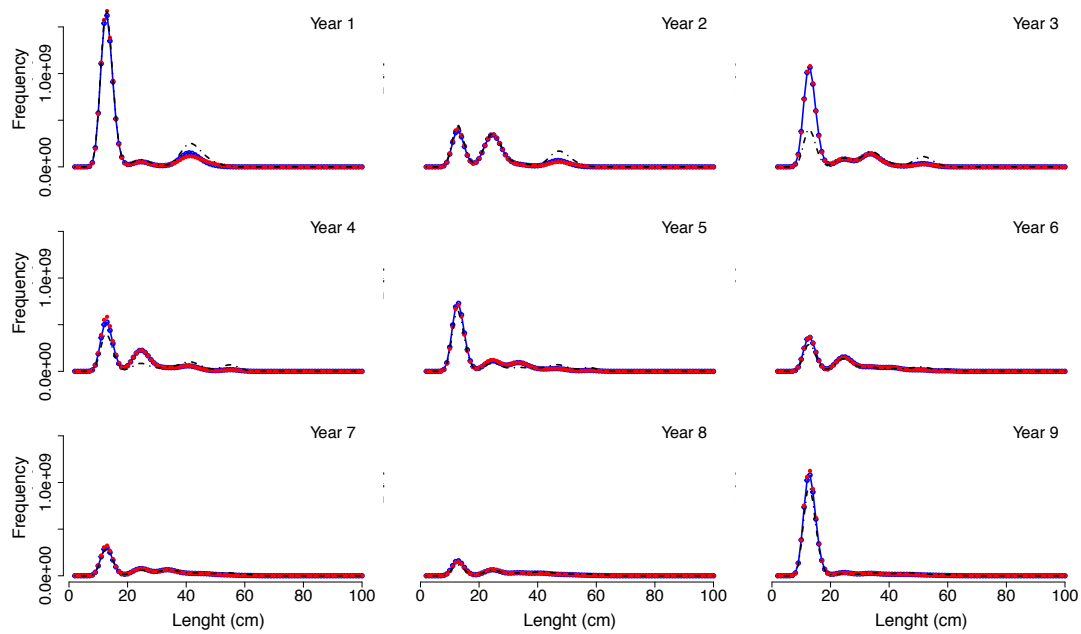 Year 1
Year 2
Year 3
Frequency
0.0e+00
1.0e+09
Year 4
Year 5
Year 6
Frequency
0.0e+00
1.0e+09
Year 7
Year 8
Year 9
Frequency
0.0e+00
1.0e+09
0 20 40 60 80 100
0 20 40 60 80 100
0 20 40 60 80 100
Lenght (cm)
Lenght (cm)
Lenght (cm)